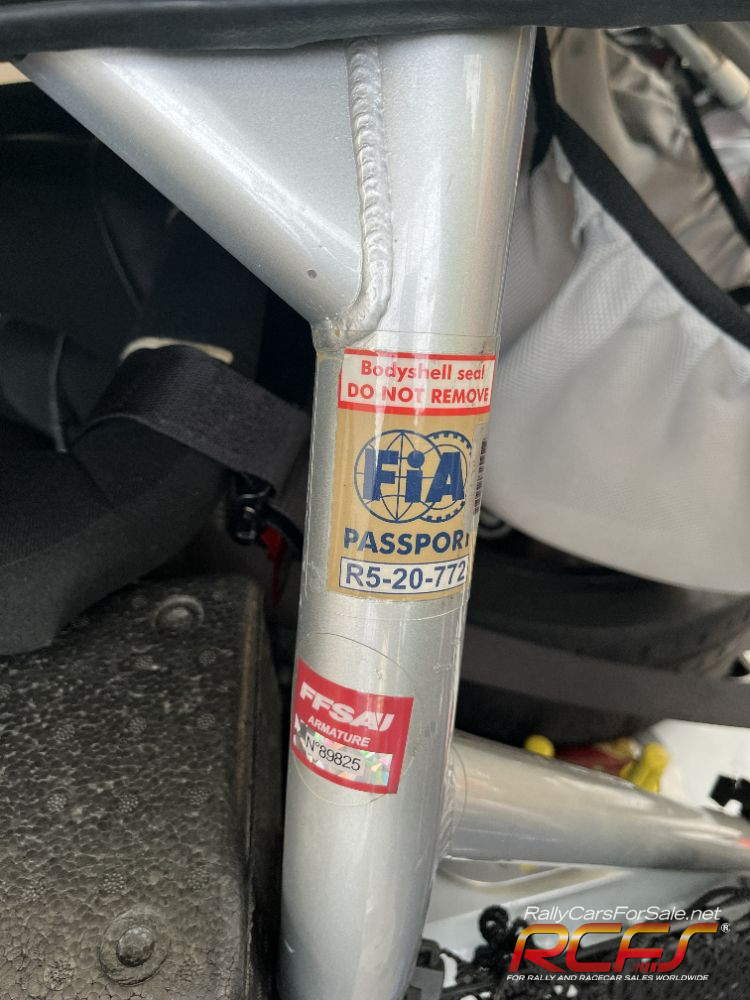 Bodyshell seal
DO NOT REMOVE
FiA
PASSPORT
R5-20-772
FFSA
ARMATURE
N°89825
RallyCarsForSale.net
RCFS®
FOR RALLY AND RACECAR SALES WORLDWIDE